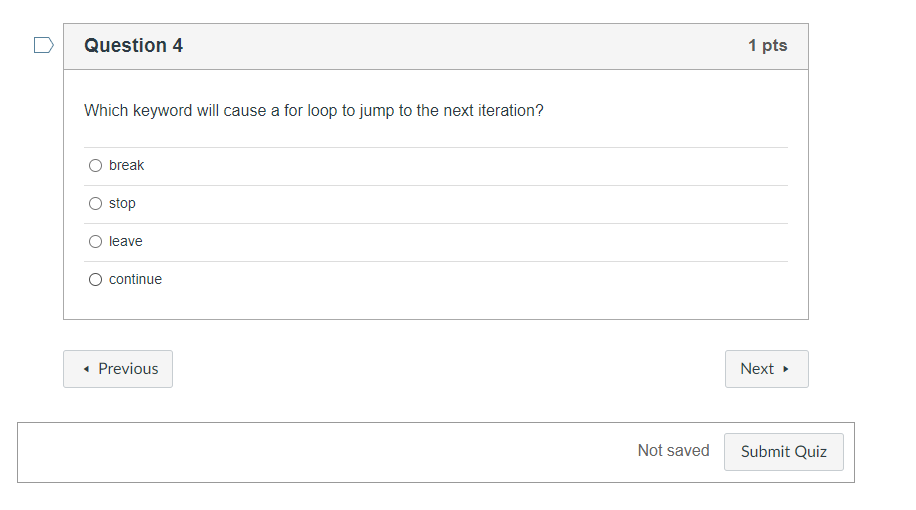 Question 4
1 pts
Which keyword will cause a for loop to jump to the next iteration?
break
stop
leave
continue
Previous
Next
Not saved
Submit Quiz